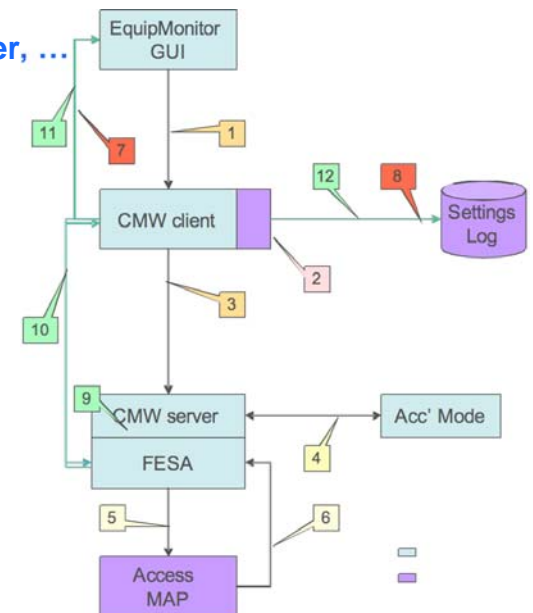 er, ...
EquipMonitor
GUI
11
7
1
12
8
CMW client
Settings
Log
2
3
10
9
CMW server
Acc' Mode
4
FESA
5
6
Access
MAP